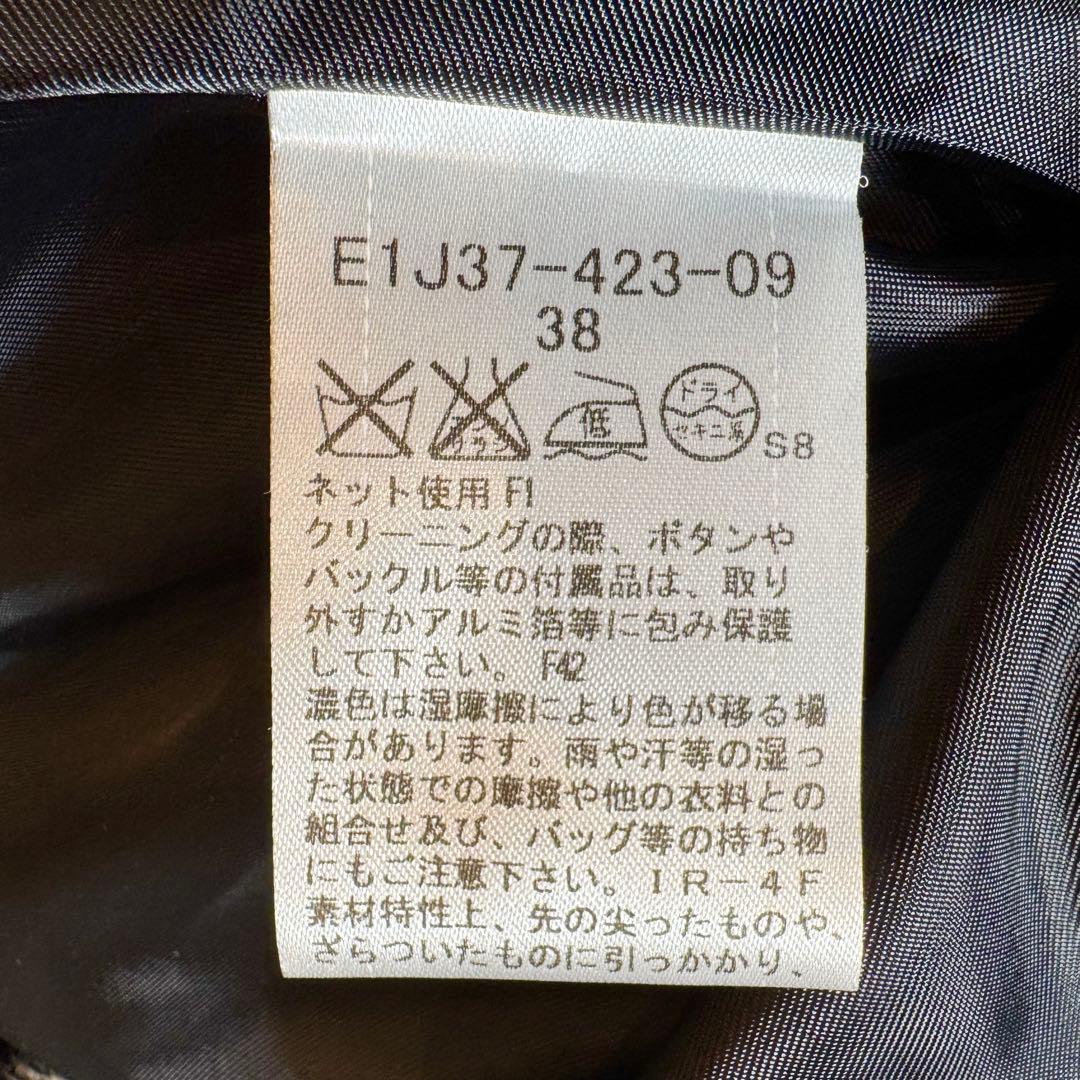 E1J37-423-09
38
エンソ
サラシ
低
ドライ
セキユ系
S8
ネット使用 F1
クリーニングの際、ボタンや
バックル等の付属品は、取り
外すかアルミ箔等に包み保護
して下さい。 F42
濃色は湿摩擦により色が移る場
合があります。雨や汗等の湿っ
た状態での摩擦や他の衣料との
組合せ及び、バッグ等の持ち物
にもご注意下さい。IR-4F
素材特性上、先の尖ったものや、
ざらついたものに引っかかり、